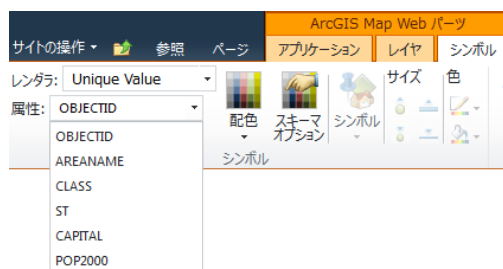 ArcGIS Map Web パーツ
サイトの操作 参照 ページ アプリケーション レイヤ シンボル
レンダラ: Unique Value
属性: OBJECTID
OBJECTID
AREANAME
CLASS
ST
CAPITAL
POP2000
配色
スキーマ
オプション
シンボル
サイズ
色
シンボル